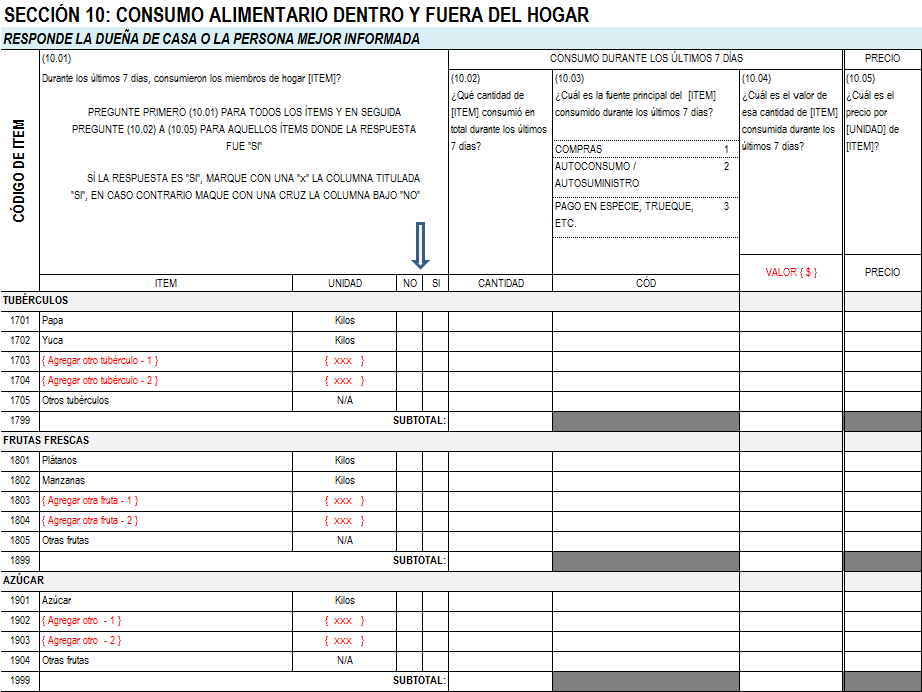 SECCIÓN 10: CONSUMO ALIMENTARIO DENTRO Y FUERA DEL HOGAR
RESPONDE LA DUEÑA DE CASA O LA PERSONA MEJOR INFORMADA
CÓDIGO DE ITEM
(10.01)
Durante los últimos 7 días, consumieron los miembros de hogar [ITEM]?
PREGUNTE PRIMERO (10.01) PARA TODOS LOS ÍTEMS Y EN SEGUIDA
PREGUNTE (10.02) A (10.05) PARA AQUELLOS ÍTEMS DONDE LA RESPUESTA
FUE "SI"
SÍ LA RESPUESTA ES "SI", MARQUE CON UNA "x" LA COLUMNA TITULADA
"SI", EN CASO CONTRARIO MAQUE CON UNA CRUZ LA COLUMNA BAJO "NO"
CONSUMO DURANTE LOS ÚLTIMOS 7 DÍAS
PRECIO
(10.02)
¿Qué cantidad de
[ITEM] consumió en
total durante los últimos
7 días?
(10.03)
¿Cuál es la fuente principal del [ITEM]
consumido durante los últimos 7 días?
COMPRAS 1
AUTOCONSUMO / 2
AUTOSUMINISTRO
PAGO EN ESPECIE, TRUEQUE, 3
ETC.
(10.04)
¿Cuál es el valor de
esa cantidad de [ITEM]
consumida durante los
últimos 7 días?
(10.05)
¿Cuál es el
precio por
[UNIDAD] de
[ITEM]?
ITEM UNIDAD NO SI CANTIDAD CÓD VALOR { $ } PRECIO
TUBÉRCULOS
1701 Papa Kilos
1702 Yuca Kilos
1703 { Agregar otro tubérculo - 1 } { xxx }
1704 { Agregar otro tubérculo - 2 } { xxx }
1705 Otros tubérculos N/A
1799 SUBTOTAL:
FRUTAS FRESCAS
1801 Plátanos Kilos
1802 Manzanas Kilos
1803 { Agregar otra fruta - 1 } { xxx }
1804 { Agregar otra fruta - 2 } { xxx }
1805 Otras frutas N/A
1899 SUBTOTAL:
AZÚCAR
1901 Azúcar Kilos
1902 { Agregar otro - 1 } { xxx }
1903 { Agregar otro - 2 } { xxx }
1904 Otras frutas N/A
1999 SUBTOTAL: